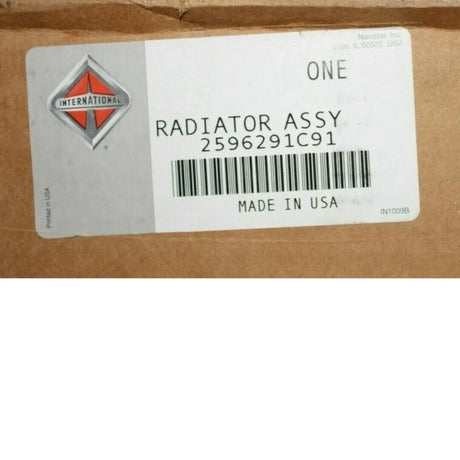 Navistar, Inc.
Lisle, IL 60532, USA
ONE
INTERNATIONAL
RADIATOR ASSY
2596291C91
MADE IN USA
Printed in USA
IN1009B